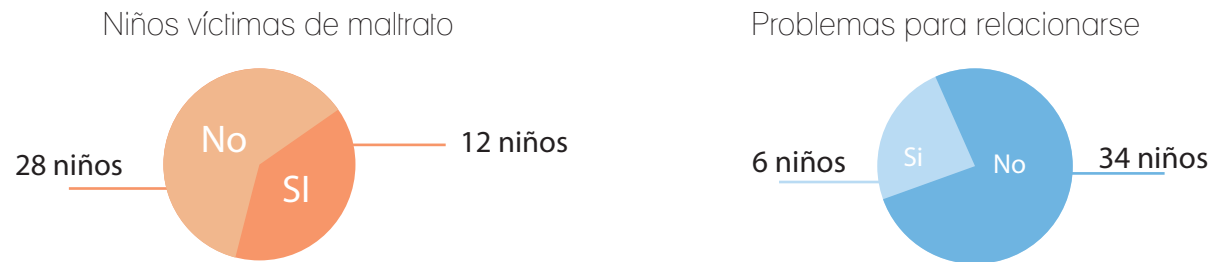 Niños víctimas de maltrato
No
SI
28 niños
12 niños
Problemas para relacionarse
Si
No
6 niños
34 niños